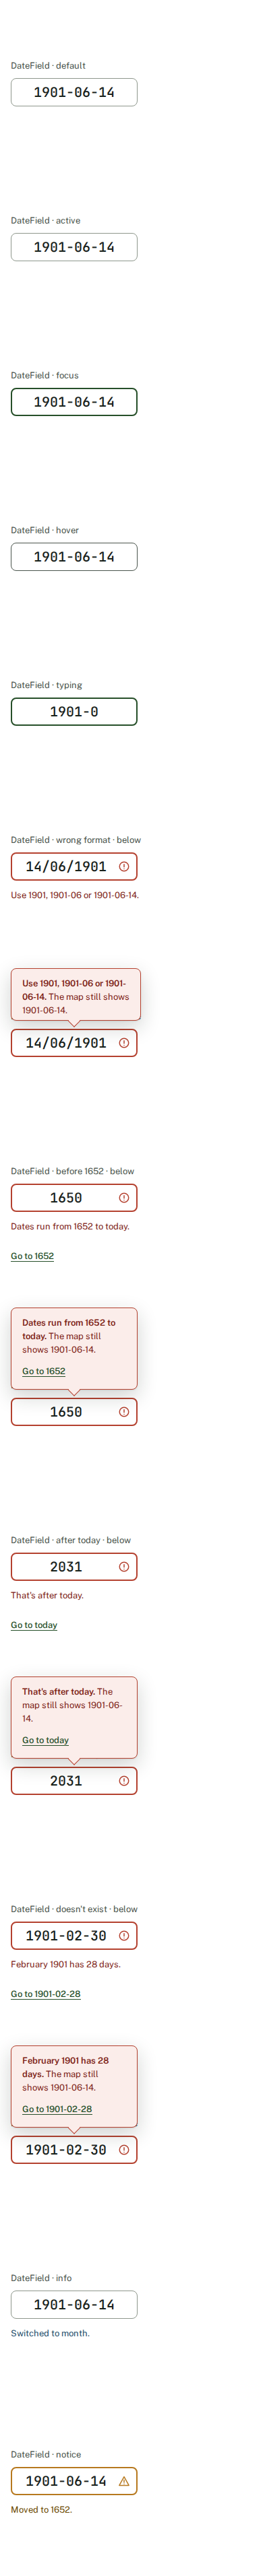 DateField · default
1901-06-14
DateField · active
1901-06-14
DateField · focus
1901-06-14
DateField · hover
1901-06-14
DateField · typing
1901-0
DateField · wrong format · below
14/06/1901
Use 1901, 1901-06 or 1901-06-14.
Use 1901, 1901-06 or 1901-
06-14. The map still shows
1901-06-14.
14/06/1901
DateField · before 1652 · below
1650
Dates run from 1652 to today.
Go to 1652
Dates run from 1652 to
today. The map still
shows 1901-06-14.
Go to 1652
1650
DateField · after today · below
2031
That's after today.
Go to today
That's after today. The
map still shows 1901-06-
14.
Go to today
2031
DateField · doesn't exist · below
1901-02-30
February 1901 has 28 days.
Go to 1901-02-28
February 1901 has 28
days. The map still
shows 1901-06-14.
Go to 1901-02-28
1901-02-30
DateField · info
1901-06-14
Switched to month.
DateField · notice
1901-06-14
Moved to 1652.